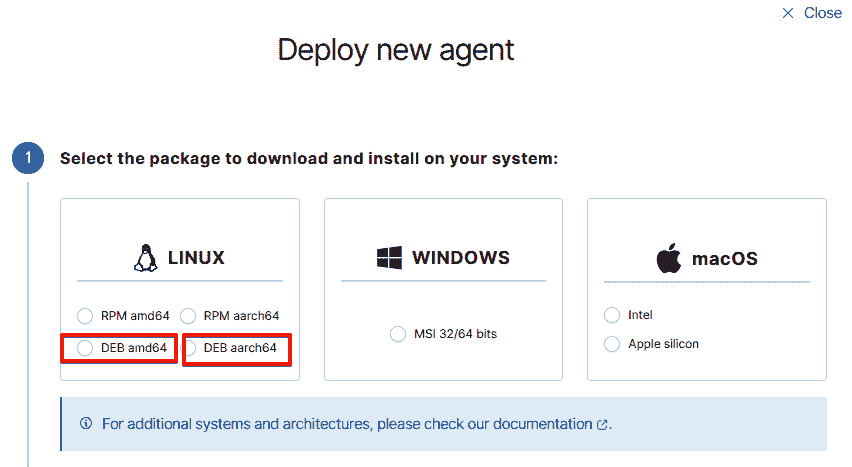 Close
Deploy new agent
1 Select the package to download and install on your system:
LINUX
RPM amd64 RPM aarch64
DEB amd64 DEB aarch64
WINDOWS
MSI 32/64 bits
macOS
Intel
Apple silicon
For additional systems and architectures, please check our documentation.